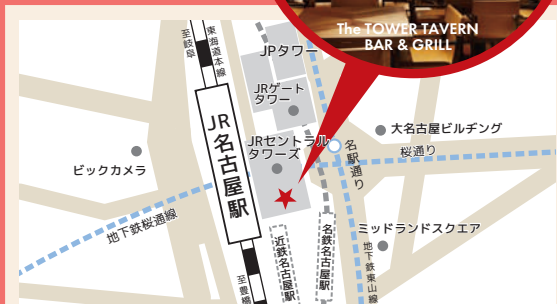 The TOWER TAVERN
BAR & GRILL
至岐阜
東海道本線
JPタワー
JRゲート
タワー
JR名古屋駅
JRセントラル
タワーズ
大名古屋ビルヂング
桜通り
名駅通り
ビックカメラ
地下鉄桜通線
ミッドランドスクエア
名鉄名古屋駅
近鉄名古屋駅
地下鉄東山線
至豊橋